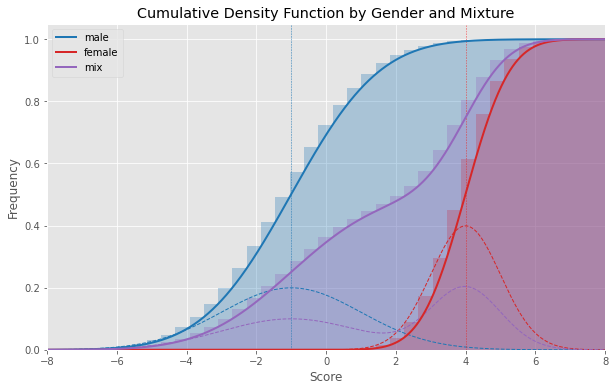 Cumulative Density Function by Gender and Mixture
male
female
mix
Frequency
1.0
0.8
0.6
0.4
0.2
0.0
−8 −6 −4 −2 0 2 4 6 8
Score